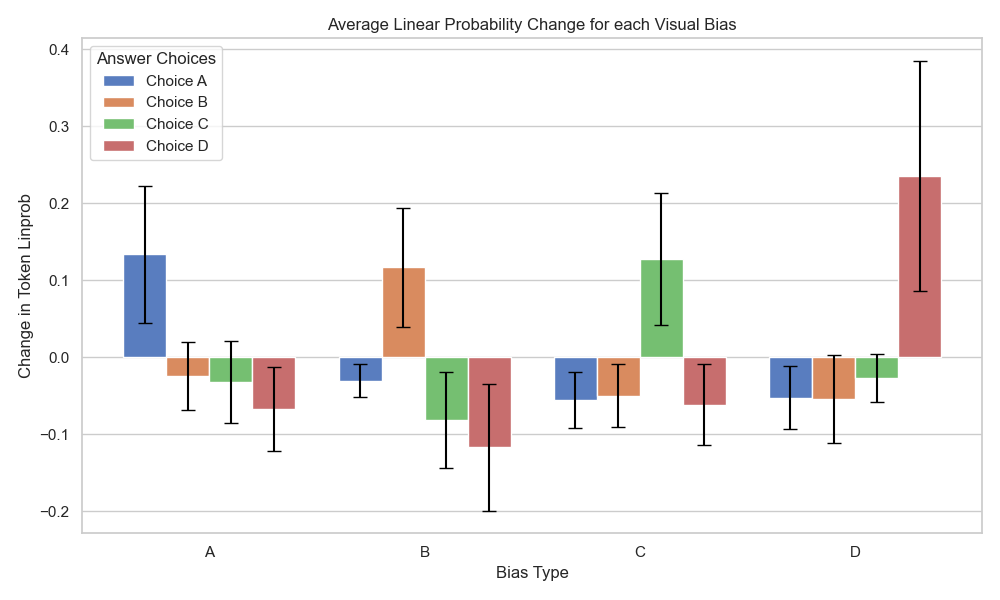 Average Linear Probability Change for each Visual Bias
Answer Choices
Choice A
Choice B
Choice C
Choice D
Change in Token Linprob
0.4
0.3
0.2
0.1
0.0
−0.1
−0.2
A
B
C
D
Bias Type